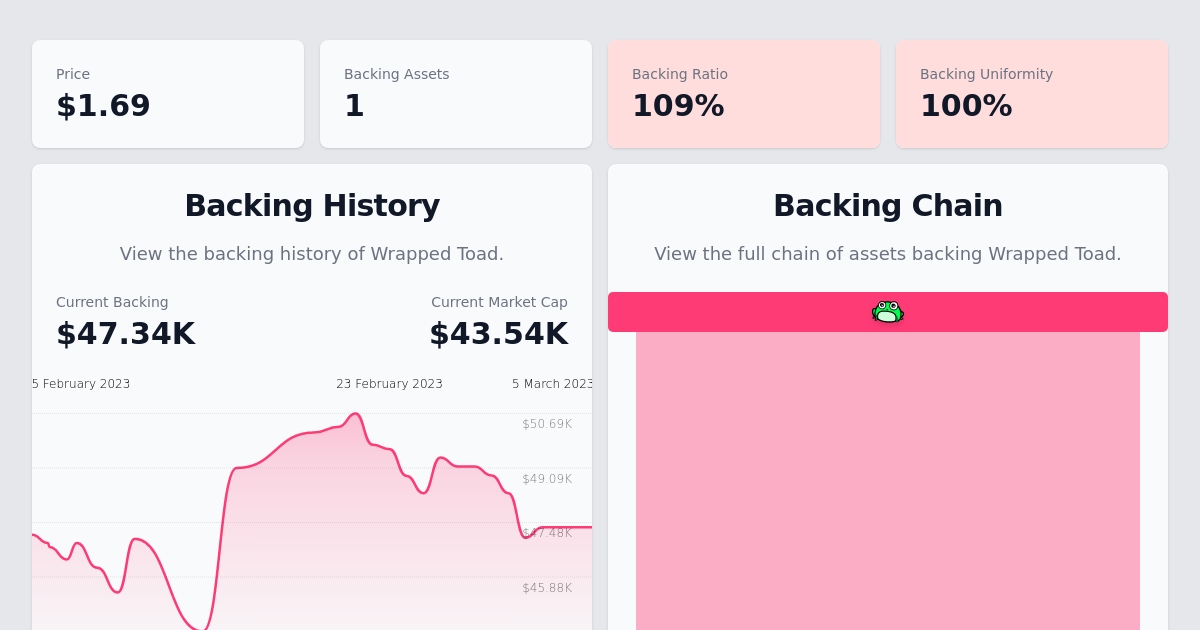 Price
$1.69
Backing Assets
1
Backing Ratio
109%
Backing Uniformity
100%
Backing History
View the backing history of Wrapped Toad.
Current Backing
$47.34K
Current Market Cap
$43.54K
5 February 2023
23 February 2023
5 March 2023
$50.69K
$49.09K
$47.48K
$45.88K
Backing Chain
View the full chain of assets backing Wrapped Toad.